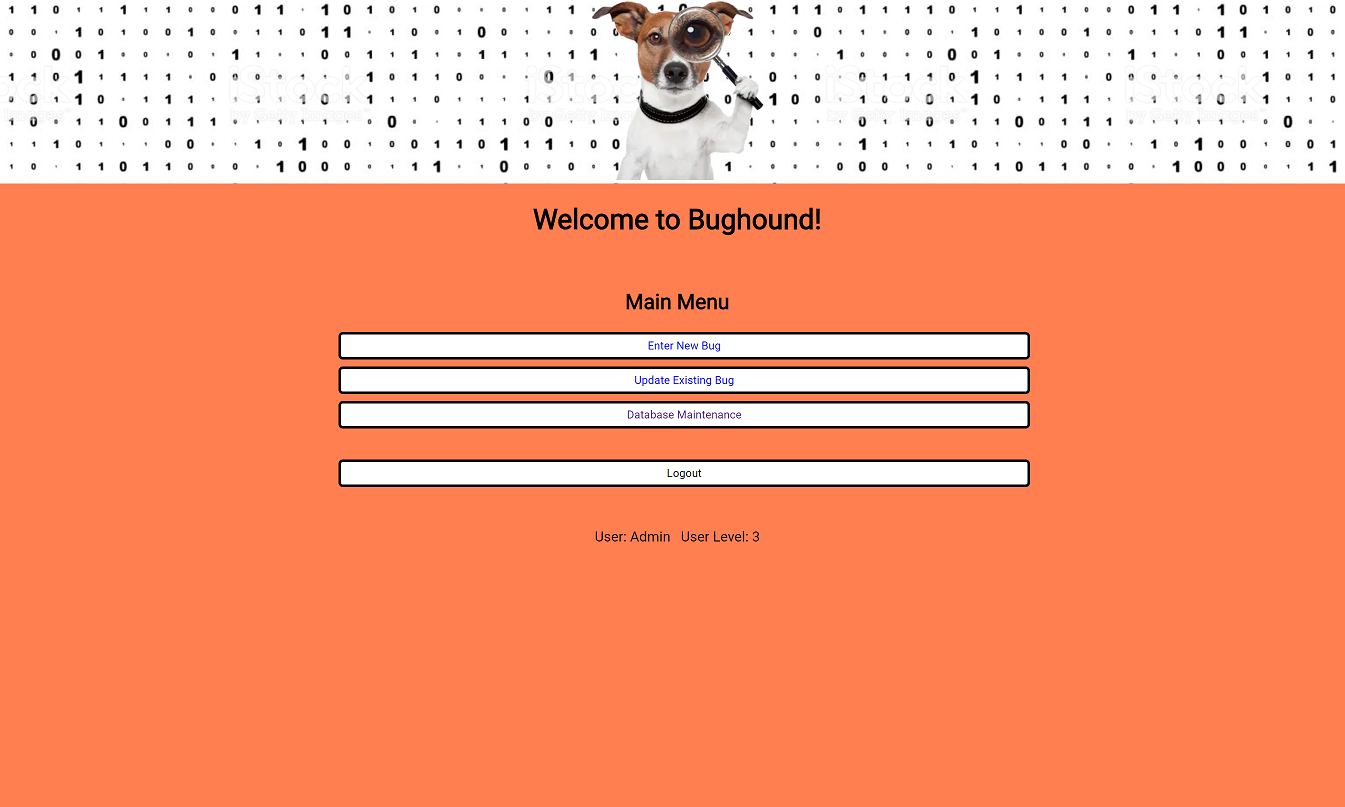 Welcome to Bughound!
Main Menu
Enter New Bug
Update Existing Bug
Database Maintenance
Logout
User: Admin User Level: 3